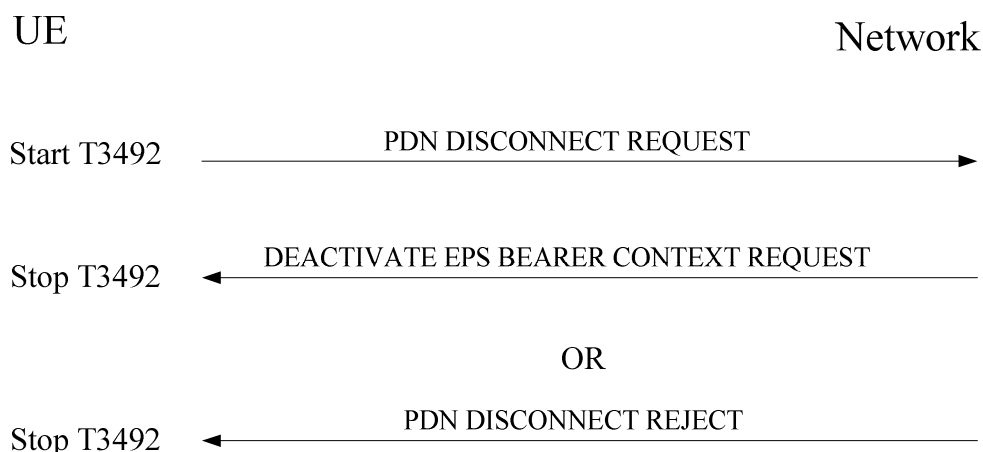 UE
Network
Start T3492
PDN DISCONNECT REQUEST
Stop T3492
DEACTIVATE EPS BEARER CONTEXT REQUEST
OR
Stop T3492
PDN DISCONNECT REJECT